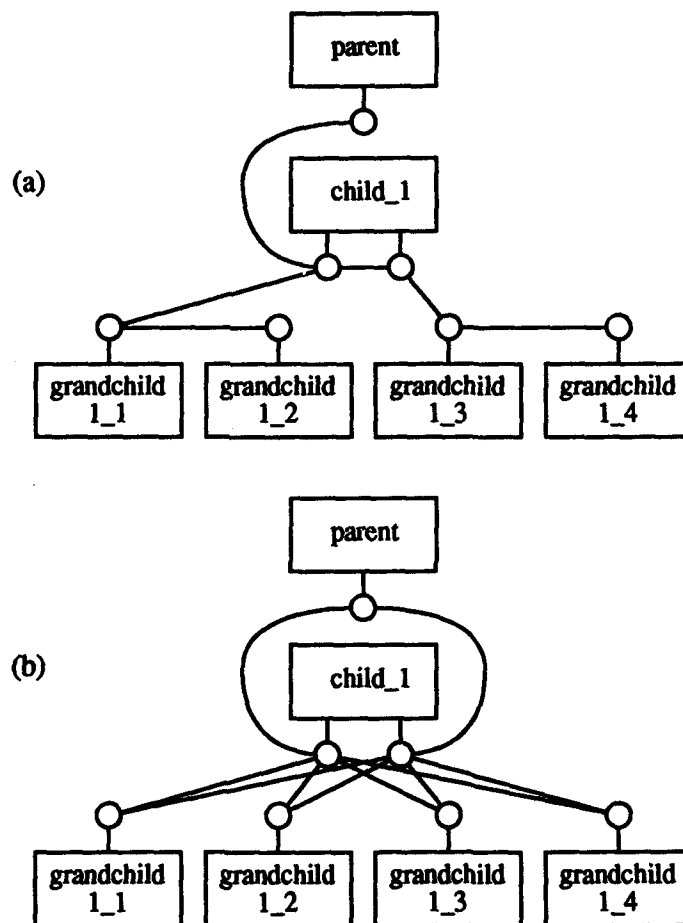 parent
(a)
child_1
grandchild
1_1
grandchild
1_2
grandchild
1_3
grandchild
1_4
parent
(b)
child_1
grandchild
1_1
grandchild
1_2
grandchild
1_3
grandchild
1_4